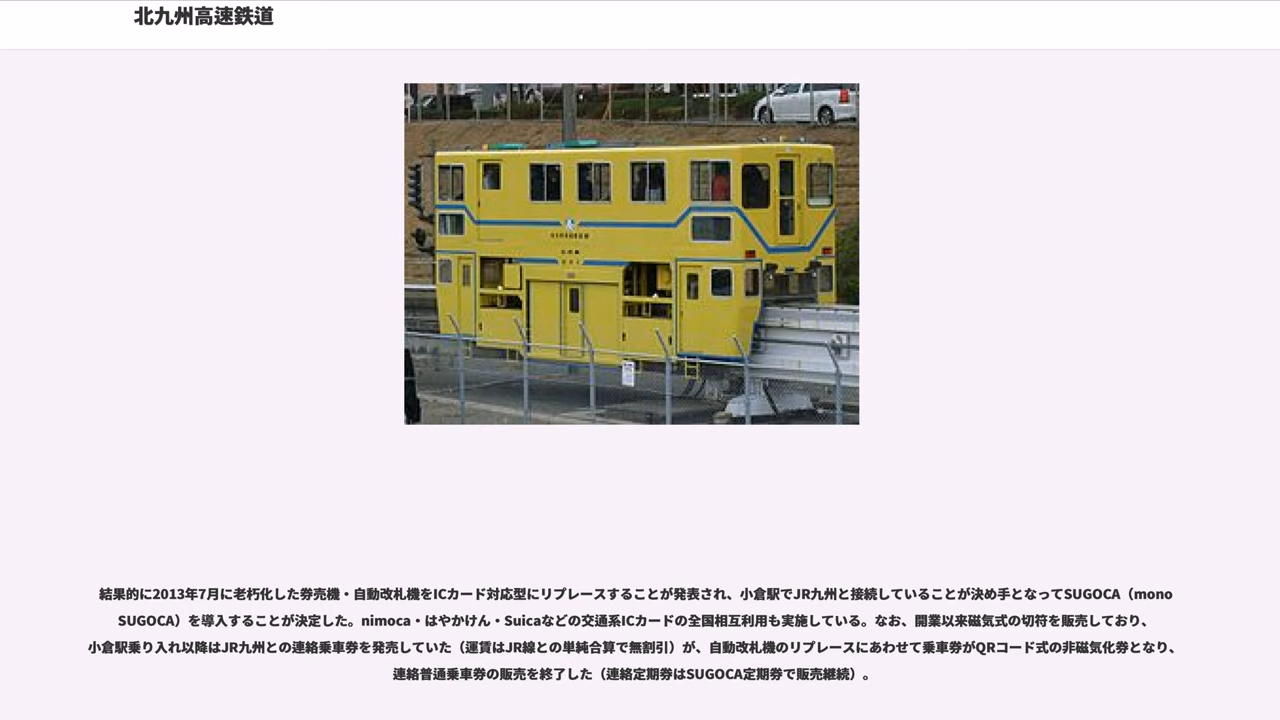 北九州高速鉄道
結果的に2013年7月に老朽化した券売機・自動改札機をICカード対応型にリプレースすることが発表され、小倉駅でJR九州と接続していることが決め手となってSUGOCA（mono
SUGOCA）を導入することが決定した。nimoca・はやかけん・Suicaなどの交通系ICカードの全国相互利用も実施している。なお、開業以来磁気式の切符を販売しており、
小倉駅乗り入れ以降はJR九州との連絡乗車券を発売していた（運賃はJR線との単純合算で無割引）が、自動改札機のリプレースにあわせて乗車券がQRコード式の非磁気化券となり、
連絡普通乗車券の販売を終了した（連絡定期券はSUGOCA定期券で販売継続）。